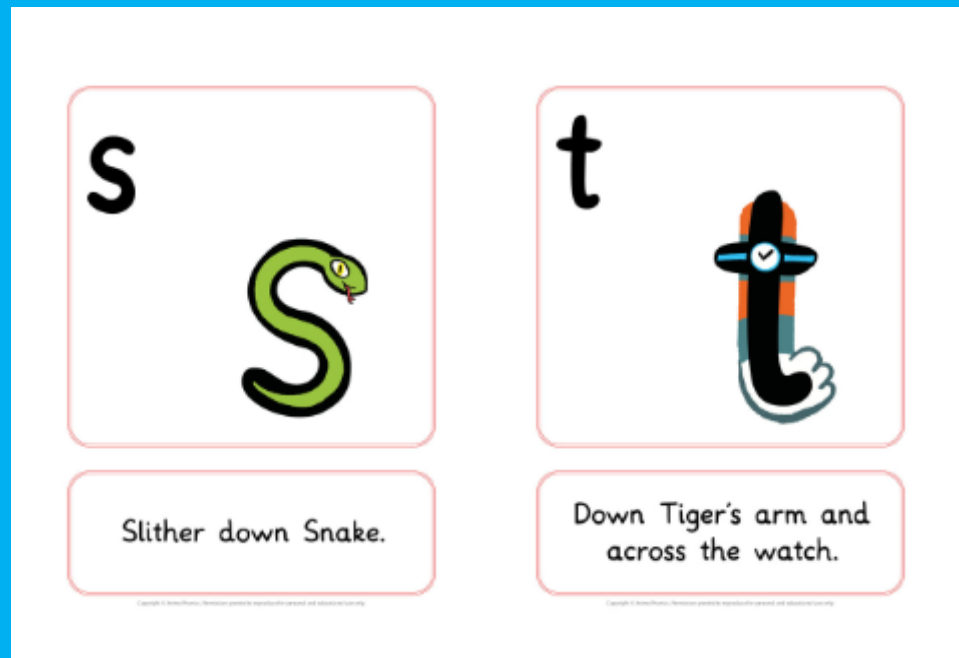 s
t
Slither down Snake.
Down Tiger's arm and
across the watch.